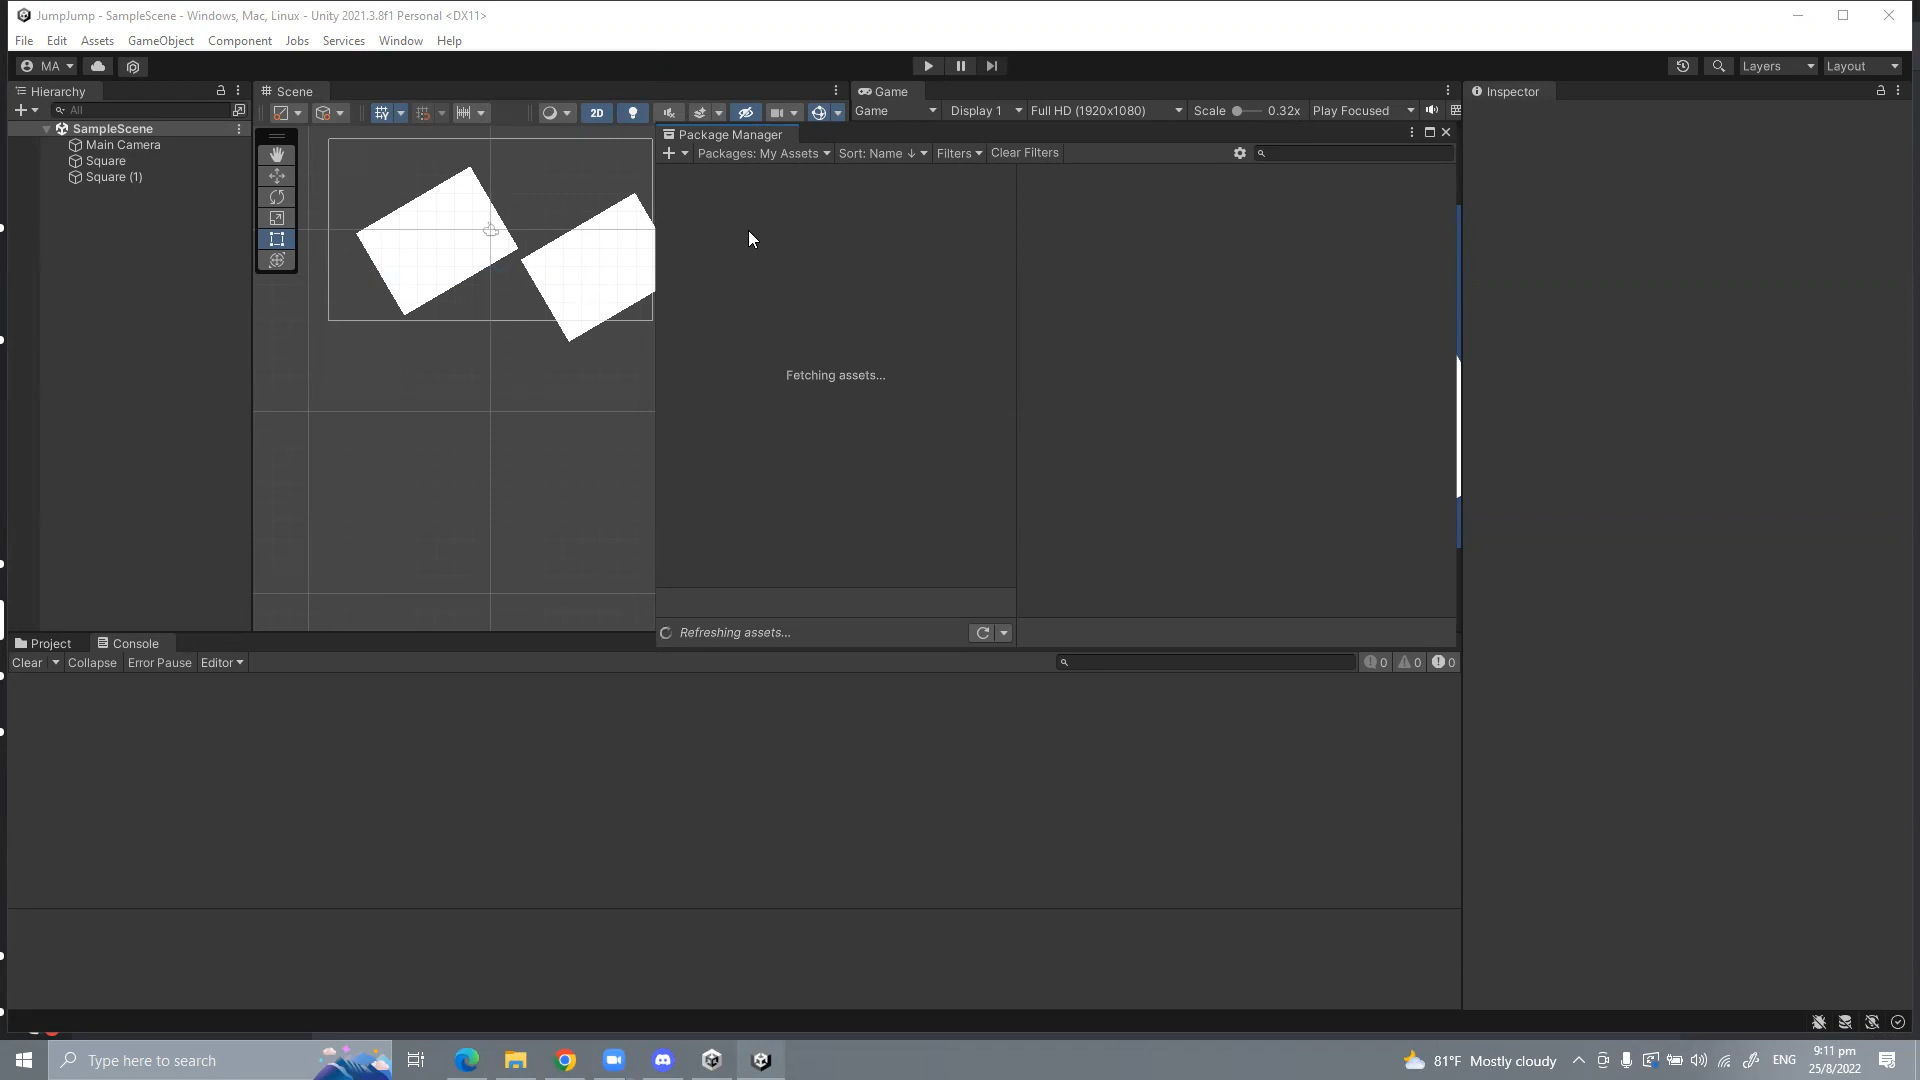 JumpJump - SampleScene - Windows, Mac, Linux - Unity 2021.3.8f1 Personal <DX11>
File Edit Assets GameObject Component Jobs Services Window Help
MA Layers Layout
Hierarchy
All
SampleScene
Main Camera
Square
Square (1)
Scene
2D
Game
Game Display 1 Full HD (1920x1080) Scale 0.32x Play Focused
Package Manager
Packages: My Assets Sort: Name ↓ Filters Clear Filters
Fetching assets...
Refreshing assets...
Inspector
Project Console
Clear Collapse Error Pause Editor
0 0 0
Type here to search
81°F Mostly cloudy
ENG
9:11 pm
25/8/2022